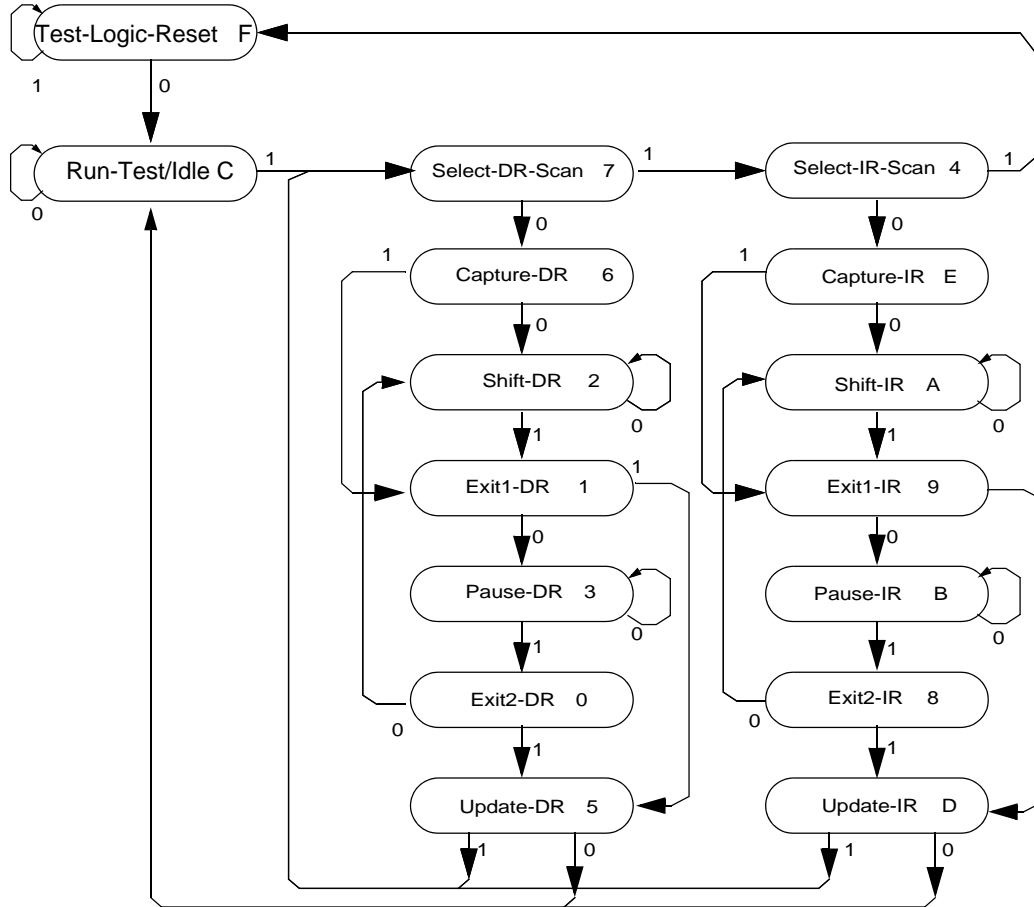 Test-Logic-Reset F
1
0
Run-Test/Idle C
1
0
Select-DR-Scan 7
1
Select-IR-Scan 4
1
0
0
1
Capture-DR 6
1
Capture-IR E
0
0
Shift-DR 2
0
Shift-IR A
0
1
1
Exit1-DR 1
1
Exit1-IR 9
0
0
Pause-DR 3
0
Pause-IR B
0
1
1
Exit2-DR 0
0
Exit2-IR 8
0
1
1
Update-DR 5
Update-IR D
1
0
1
0